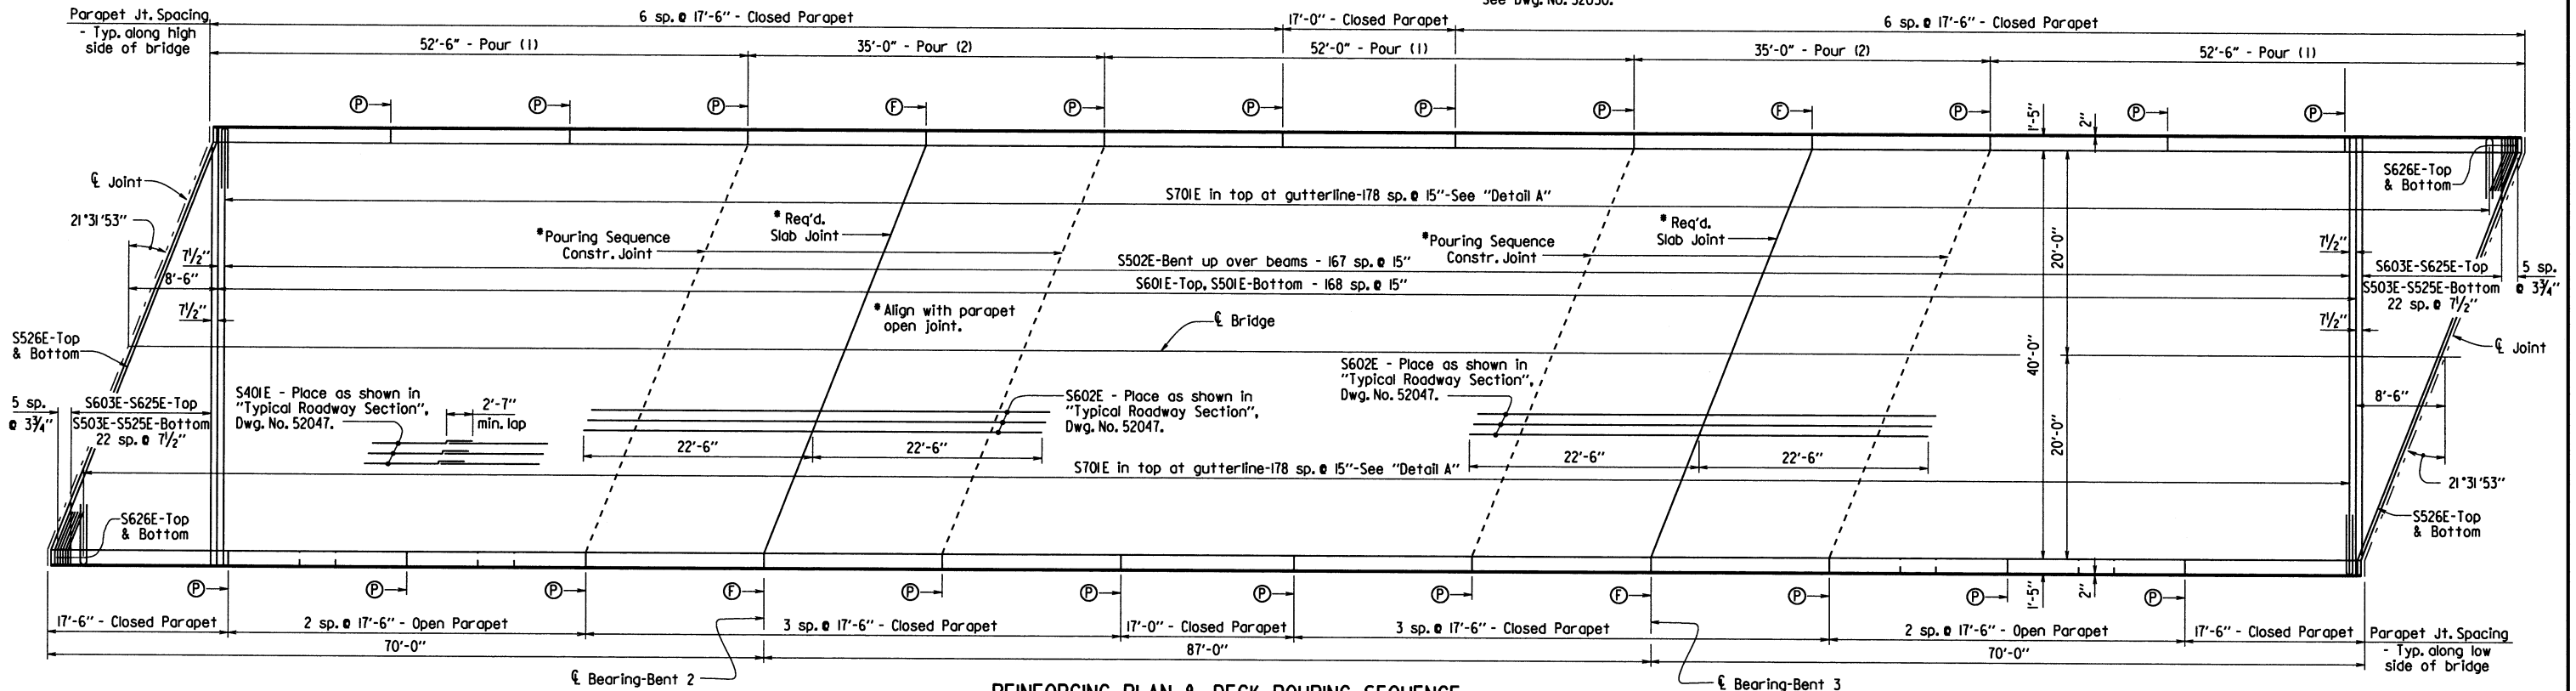 See Dwg. No. 52050.
Parapet Jt. Spacing
- Typ. along high
side of bridge
6 sp. @ 17'-6" - Closed Parapet
17'-0" - Closed Parapet
6 sp. @ 17'-6" - Closed Parapet
52'-6" - Pour (1)
35'-0" - Pour (2)
52'-0" - Pour (1)
35'-0" - Pour (2)
52'-6" - Pour (1)
P
P
P
F
P
P
P
P
F
P
P
P
1'-5"
2"
℄ Joint
21°31'53"
7½"
8'-6"
7½"
S526E-Top
& Bottom
S701E in top at gutterline-178 sp. @ 15"-See "Detail A"
S626E-Top
& Bottom
*Pouring Sequence
Constr. Joint
*Req'd.
Slab Joint
*Pouring Sequence
Constr. Joint
*Req'd.
Slab Joint
S502E-Bent up over beams - 167 sp. @ 15"
S601E-Top, S501E-Bottom - 168 sp. @ 15"
*Align with parapet
open joint.
℄ Bridge
20'-0"
40'-0"
20'-0"
7½"
7½"
S603E-S625E-Top
S503E-S525E-Bottom
22 sp. @ 7½"
5 sp.
@ 3¾"
℄ Joint
8'-6"
21°31'53"
S526E-Top
& Bottom
5 sp.
@ 3¾"
S603E-S625E-Top
S503E-S525E-Bottom
22 sp. @ 7½"
S401E - Place as shown in
"Typical Roadway Section",
Dwg. No. 52047.
2'-7"
min. lap
S602E - Place as shown in
"Typical Roadway Section",
Dwg. No. 52047.
S602E - Place as shown in
"Typical Roadway Section",
Dwg. No. 52047.
22'-6"
22'-6"
22'-6"
22'-6"
S701E in top at gutterline-178 sp. @ 15"-See "Detail A"
S626E-Top
& Bottom
P
P
P
F
P
P
P
P
F
P
P
P
1'-5"
2"
17'-6" - Closed Parapet
2 sp. @ 17'-6" - Open Parapet
3 sp. @ 17'-6" - Closed Parapet
17'-0" - Closed Parapet
3 sp. @ 17'-6" - Closed Parapet
2 sp. @ 17'-6" - Open Parapet
17'-6" - Closed Parapet
Parapet Jt. Spacing
- Typ. along low
side of bridge
70'-0"
87'-0"
70'-0"
℄ Bearing-Bent 2
℄ Bearing-Bent 3
REINFORCING PLAN & DECK POURING SEQUENCE